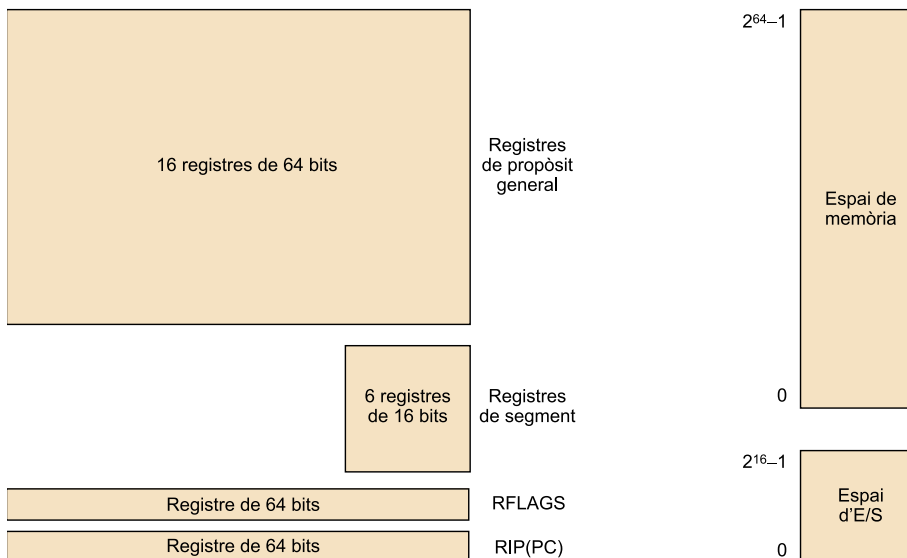 16 registres de 64 bits
Registres
de propòsit
general
6 registres
de 16 bits
Registres
de segment
Registre de 64 bits
RFLAGS
Registre de 64 bits
RIP(PC)
2⁶⁴–1
Espai de
memòria
0
2¹⁶–1
Espai
d'E/S
0